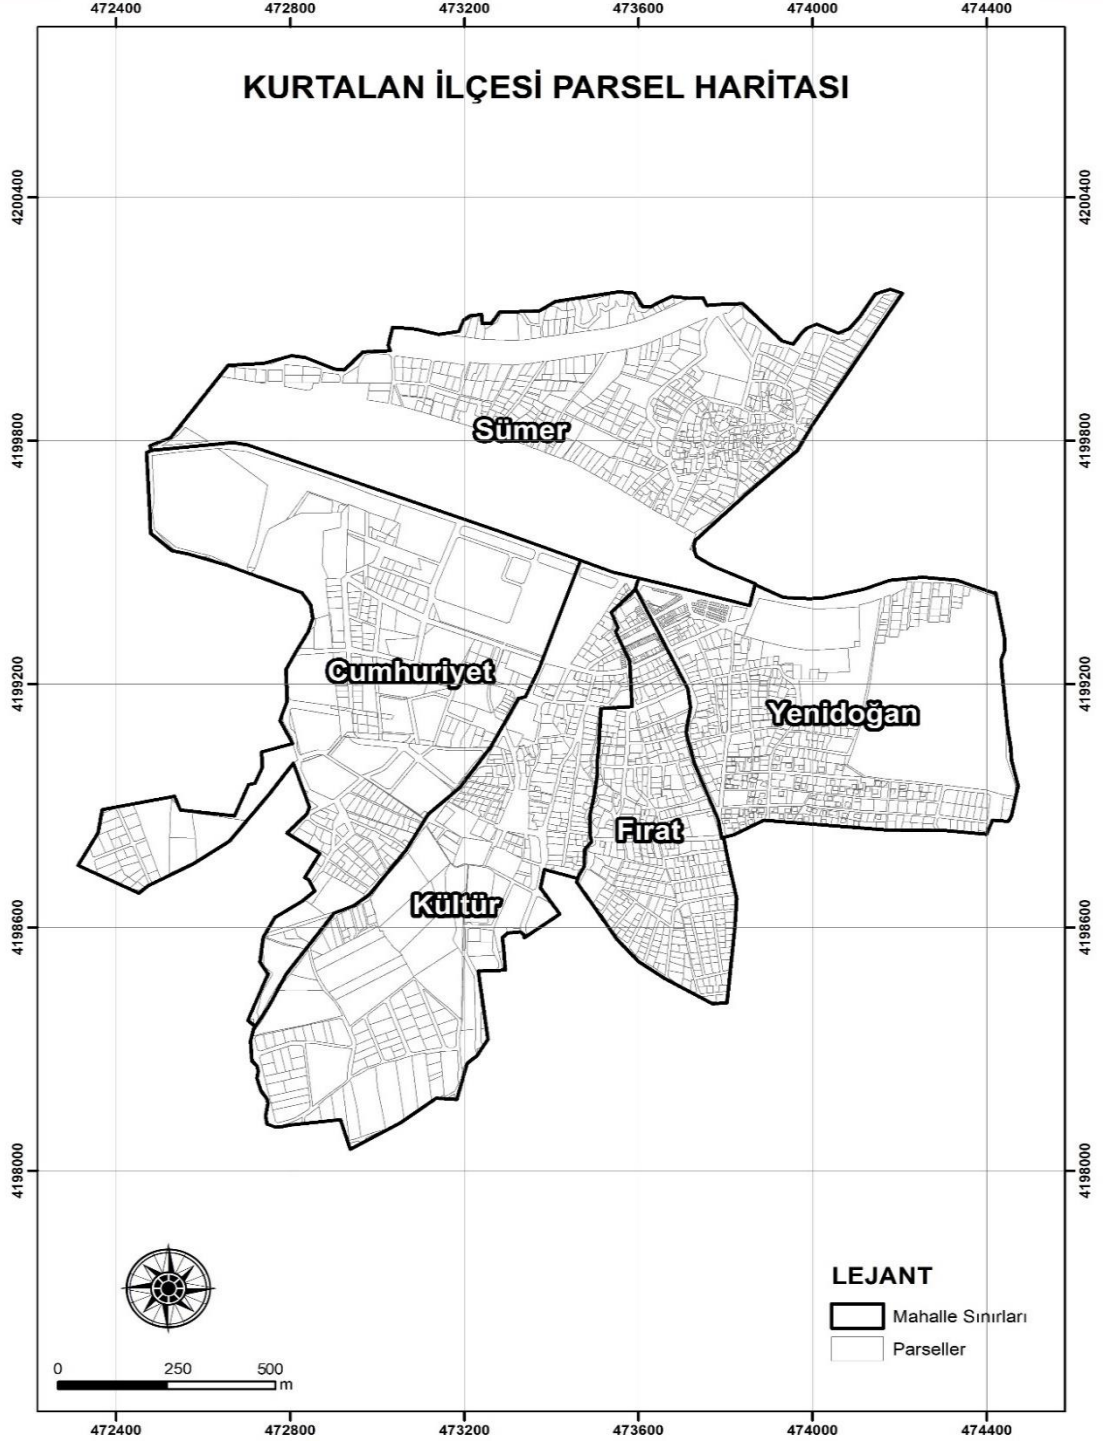 472400 472800 473200 473600 474000 474400
KURTALAN İLÇESİ PARSEL HARİTASI
4200400 4200400
Sümer
4199800 4199800
Cumhuriyet
4199200 4199200
Yenidoğan
Fırat
Kültür
4198600 4198600
4198000 4198000
LEJANT
Mahalle Sınırları
Parseller
0 250 500
m
472400 472800 473200 473600 474000 474400